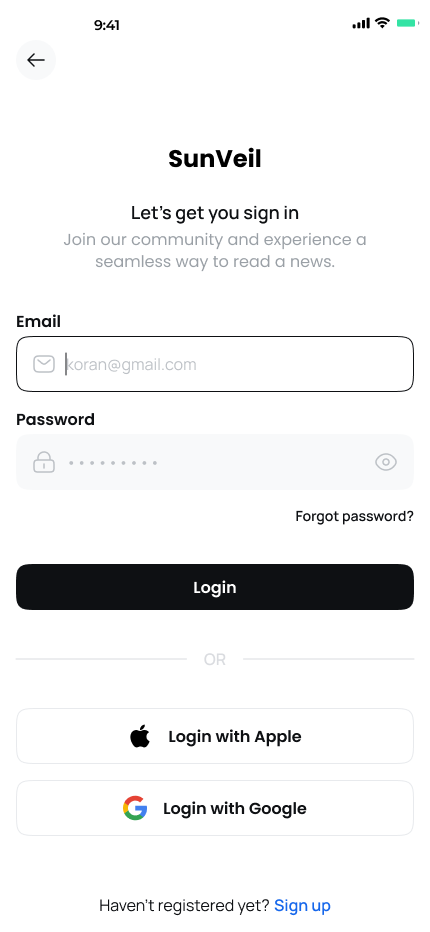 9:41
SunVeil
Let's get you sign in
Join our community and experience a
seamless way to read a news.
Email
koran@gmail.com
Password
Forgot password?
Login
OR
Login with Apple
Login with Google
Haven't registered yet? Sign up